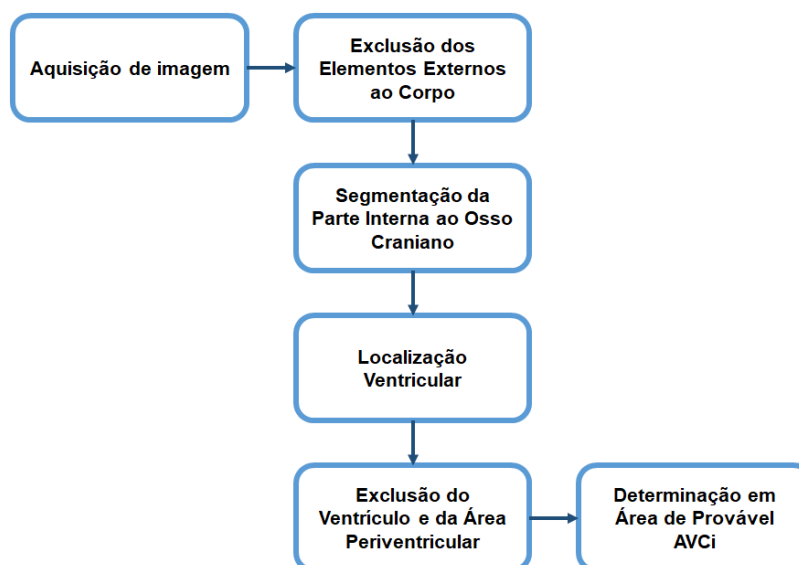 Aquisição de imagem
Exclusão dos
Elementos Externos
ao Corpo
Segmentação da
Parte Interna ao Osso
Craniano
Localização
Ventricular
Exclusão do
Ventrículo e da Área
Periventricular
Determinação em
Área de Provável
AVCi